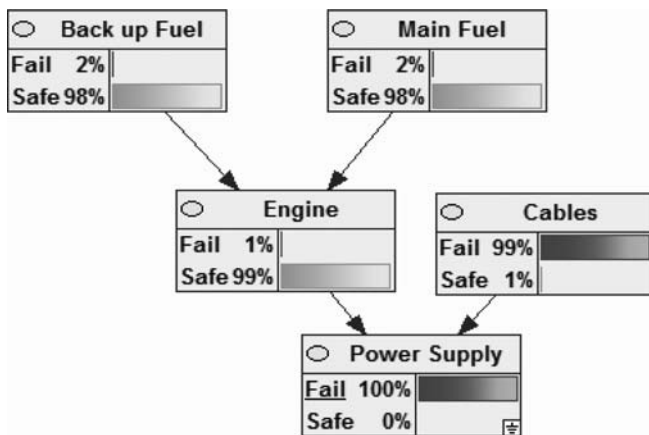 Back up Fuel
Fail 2%
Safe 98%
Main Fuel
Fail 2%
Safe 98%
Engine
Fail 1%
Safe 99%
Cables
Fail 99%
Safe 1%
Power Supply
Fail 100%
Safe 0%